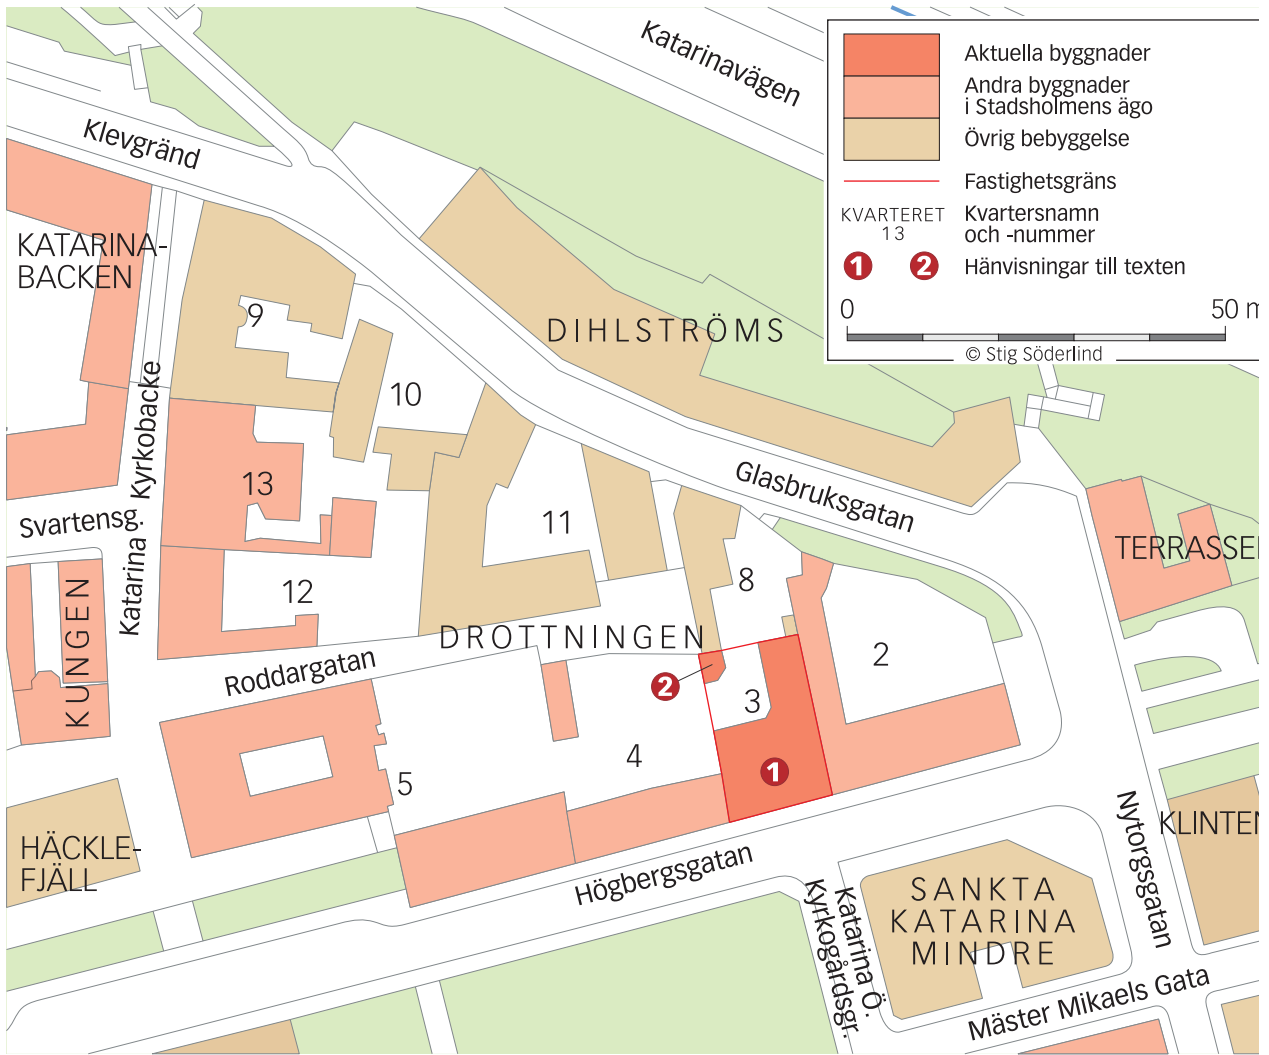 Katarinavägen
Aktuella byggnader
Andra byggnader
i Stadsholmens ägo
Övrig bebyggelse
Fastighetsgräns
KVARTERET
13
Kvartersnamn
och -nummer
1 2 Hänvisningar till texten
0 50 m
© Stig Söderlind
Klevgränd
KATARINA-
BACKEN
9
DIHLSTRÖMS
10
Katarina Kyrkobacke
13
Glasbruksgatan
Svartensg.
11
TERRASSE
8
12
KUNGEN
DROTTNINGEN
2
Roddargatan
2
3
4
1
5
Nytorgsgatan
KLINTEN
HÄCKLE-
FJÄLL
Högbergsgatan
Katarina Ö.
Kyrkogårdsgr.
SANKTA
KATARINA
MINDRE
Mäster Mikaels Gata